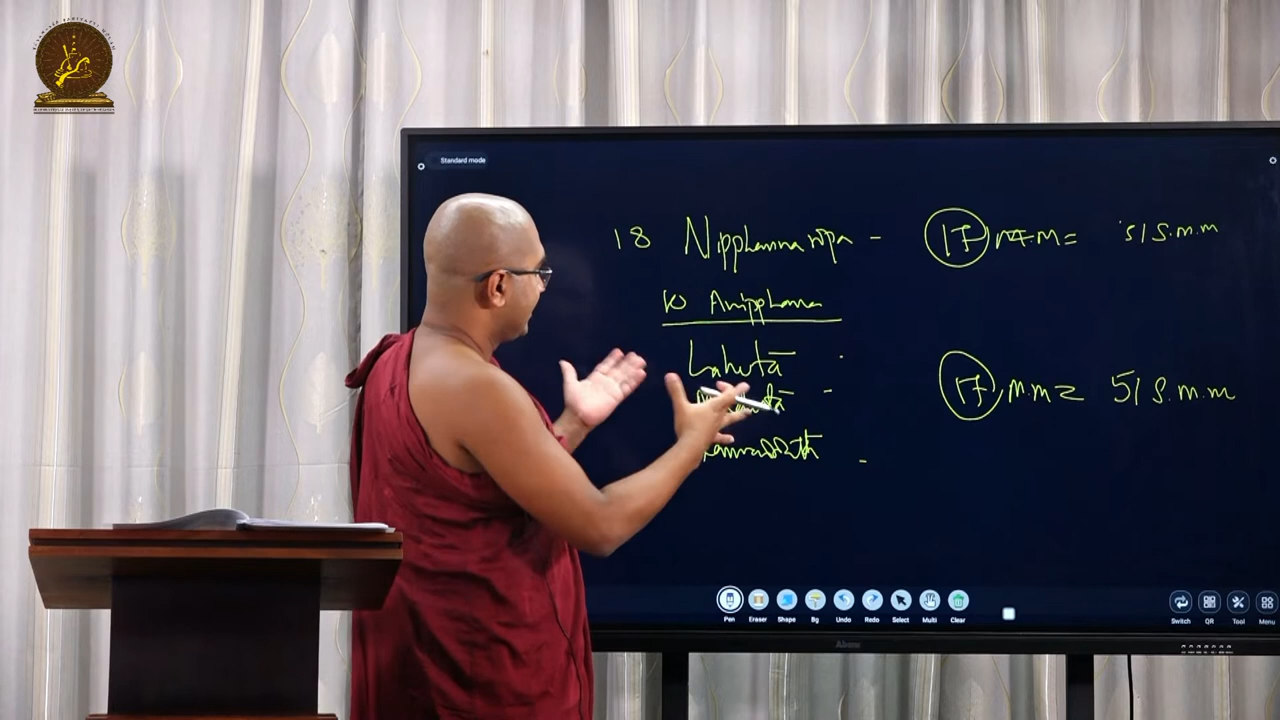 Standard mode
18 Nipphanna rūpa - 17 M.M = 51 S.m.m
10 Anipphanna
Lahutā
17 M.M = 51 S.m.m
Pen Eraser Shape Bg Undo Redo Select Multi Clear
Switch QR Tool Menu